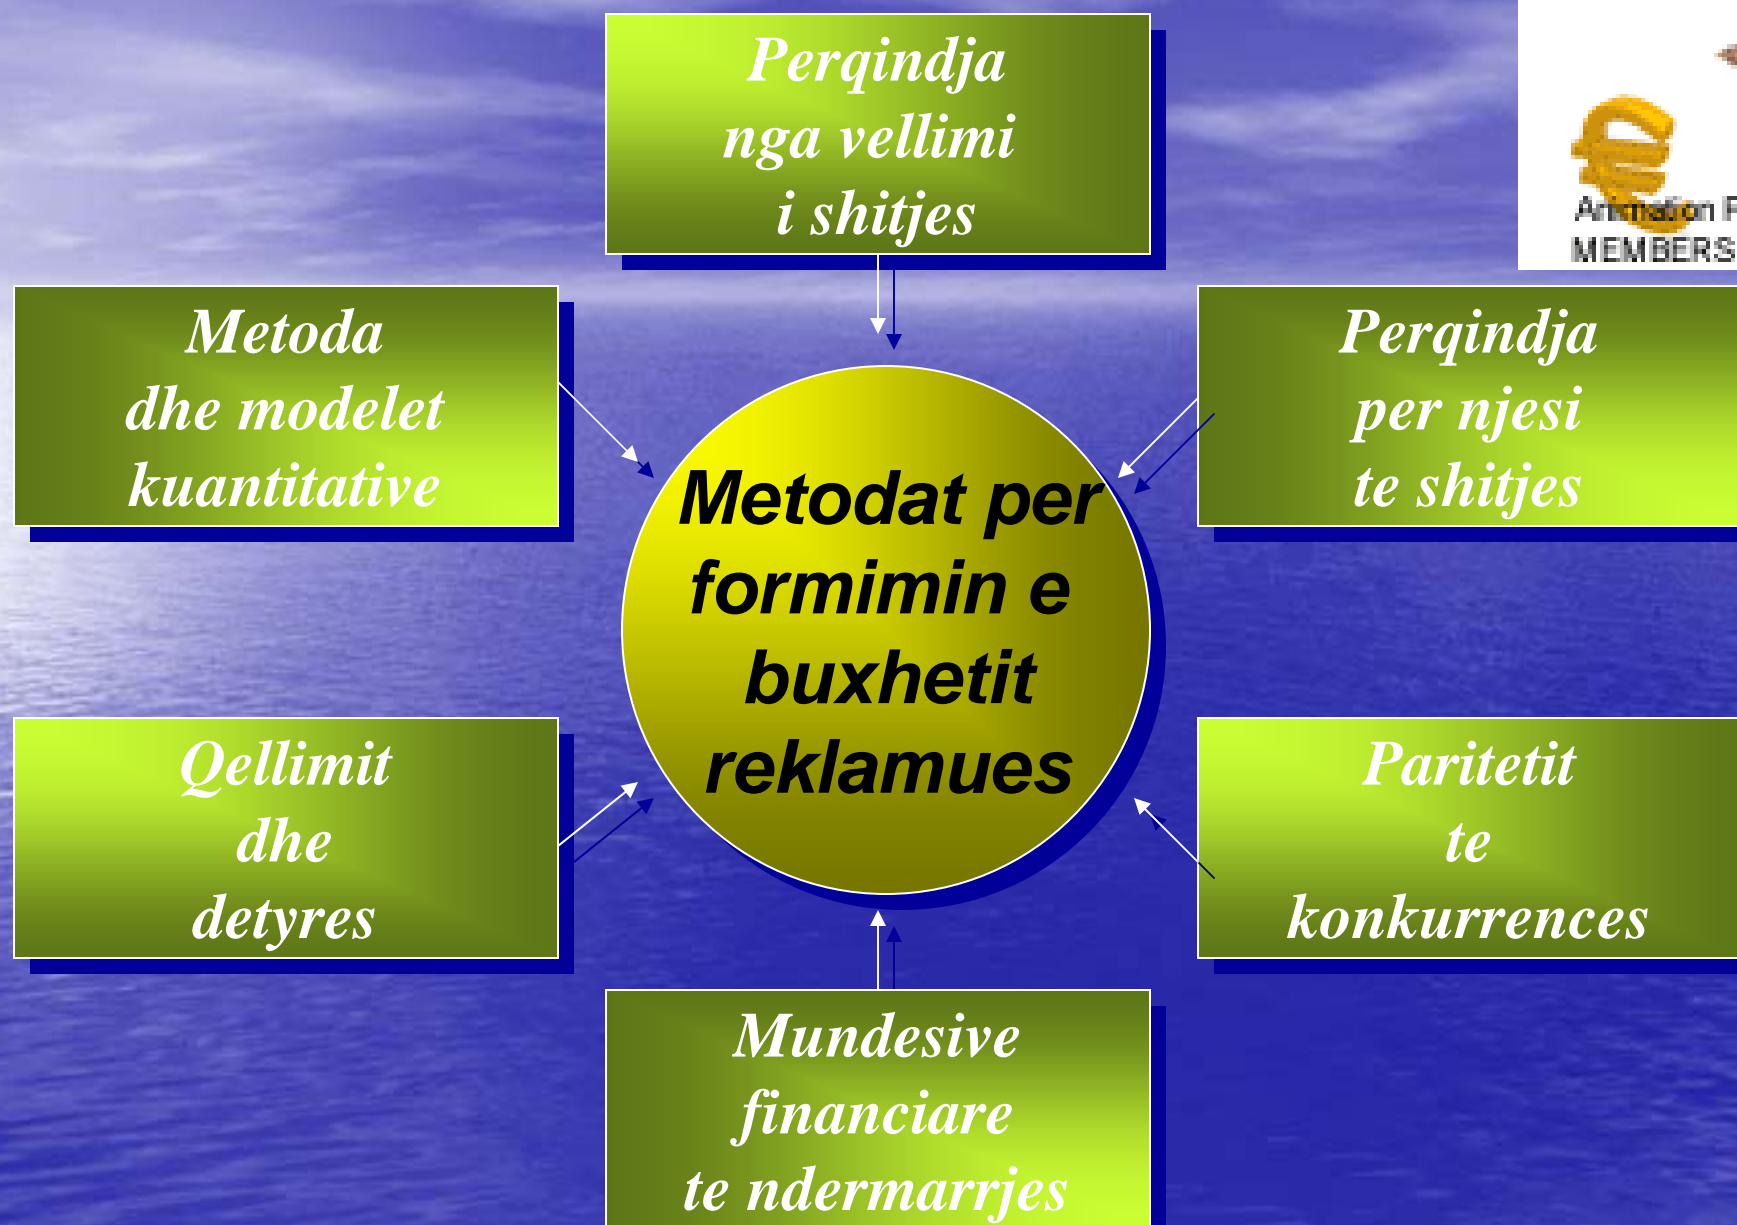 Perqindja
nga vellimi
i shitjes
Animation
MEMBERS
Metoda
dhe modelet
kuantitative
Perqindja
per njesi
te shitjes
Metodat per
formimin e
buxhetit
reklamues
Qellimit
dhe
detyres
Paritetit
te
konkurrences
Mundesive
financiare
te ndermarrjes